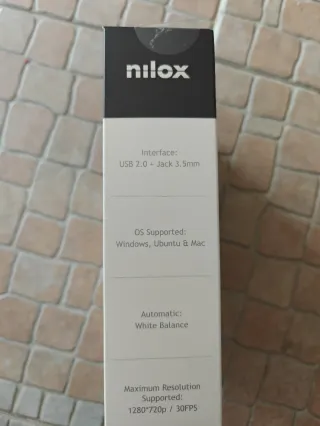 nilox
Interface:
USB 2.0 + Jack 3.5mm
OS Supported:
Windows, Ubuntu & Mac
Automatic:
White Balance
Maximum Resolution
Supported:
1280*720p / 30FPS